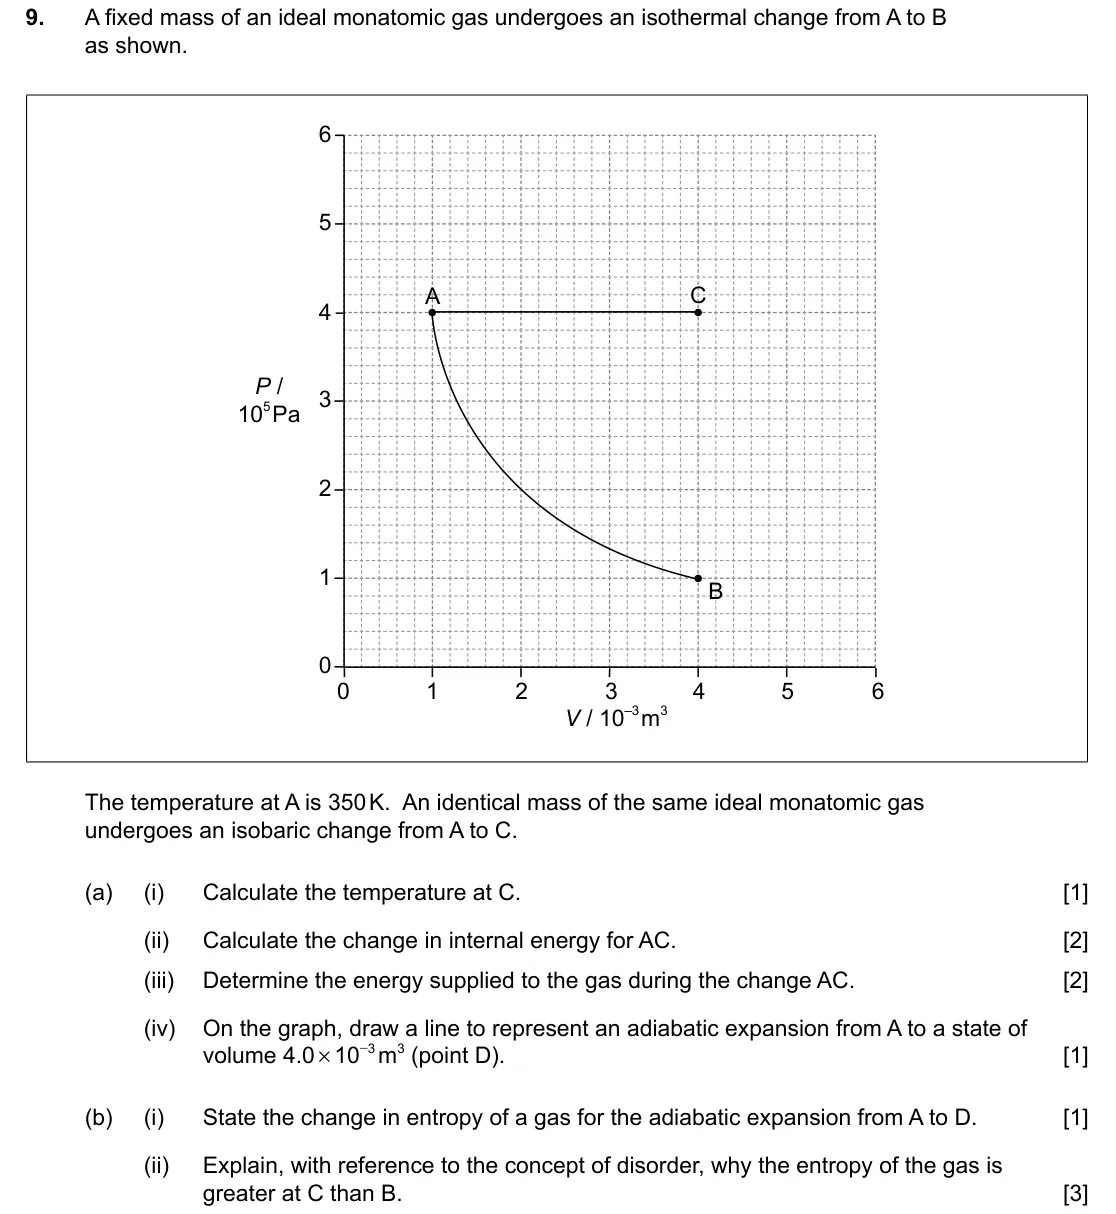 9. A fixed mass of an ideal monatomic gas undergoes an isothermal change from A to B
as shown.
6
5
A C
4
P /
10⁵Pa
3
2
1
B
0
0 1 2 3 4 5 6
V / 10⁻³m³
The temperature at A is 350K. An identical mass of the same ideal monatomic gas
undergoes an isobaric change from A to C.
(a) (i) Calculate the temperature at C. [1]
(ii) Calculate the change in internal energy for AC. [2]
(iii) Determine the energy supplied to the gas during the change AC. [2]
(iv) On the graph, draw a line to represent an adiabatic expansion from A to a state of
volume 4.0×10⁻³m³ (point D). [1]
(b) (i) State the change in entropy of a gas for the adiabatic expansion from A to D. [1]
(ii) Explain, with reference to the concept of disorder, why the entropy of the gas is
greater at C than B. [3]